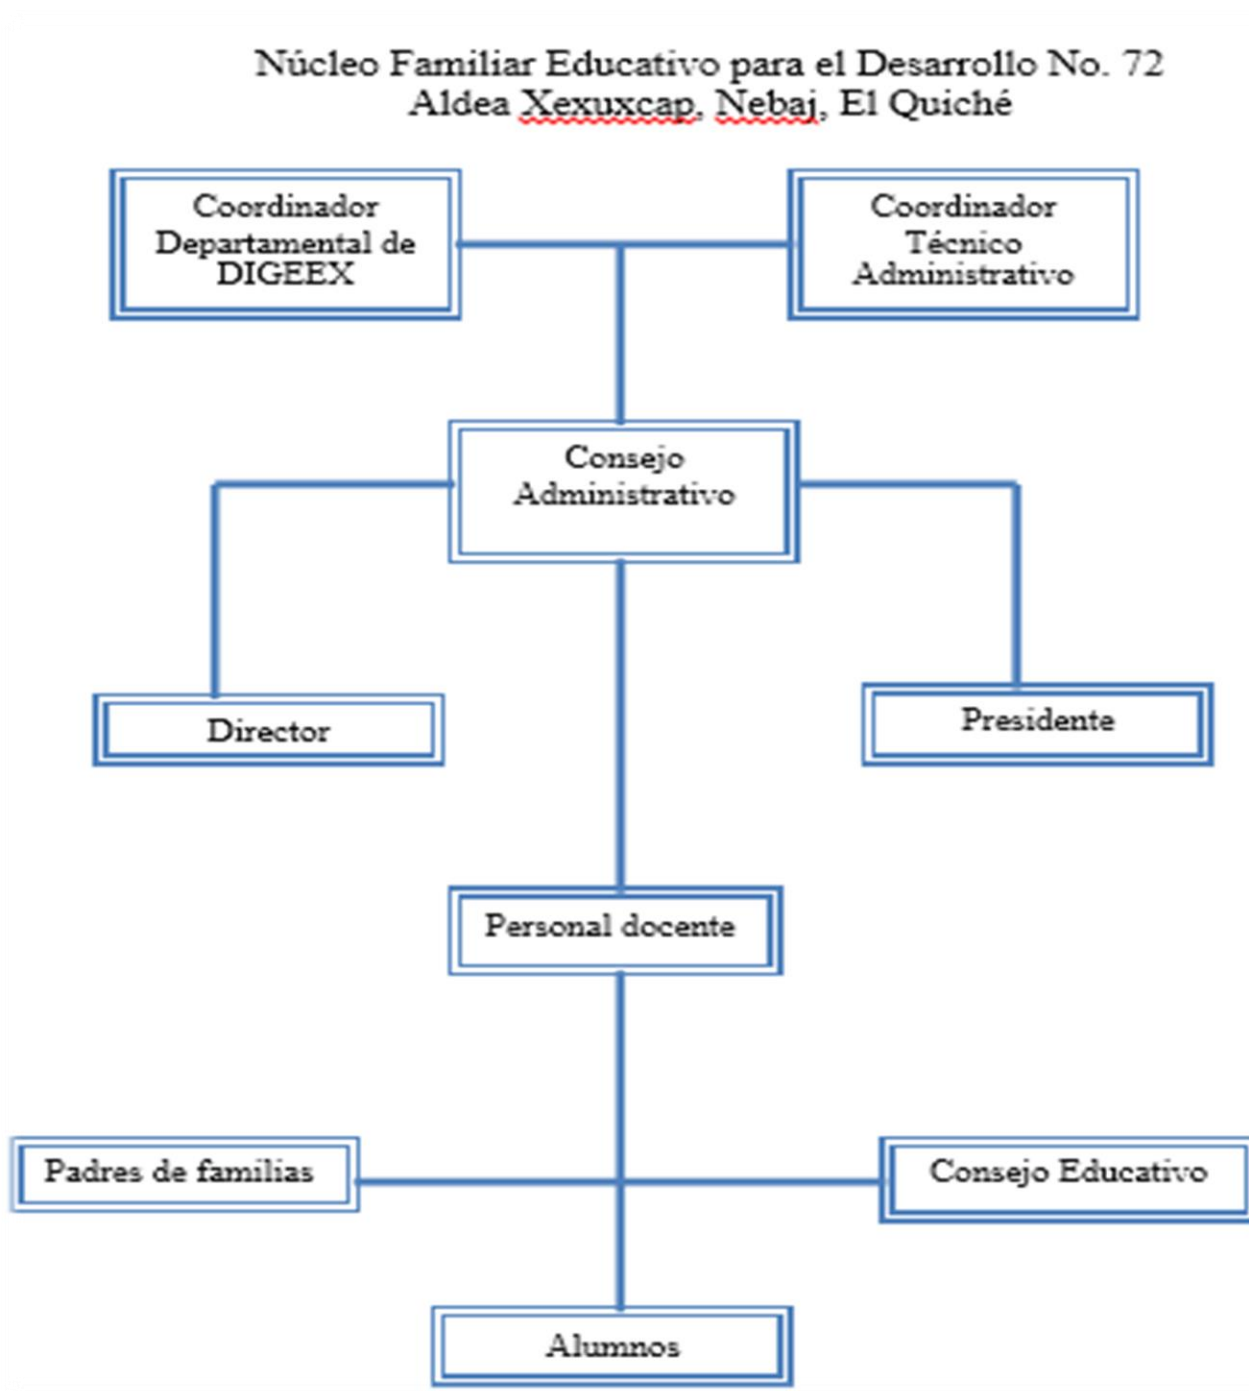 Núcleo Familiar Educativo para el Desarrollo No. 72
Aldea Xexuxcap, Nebaj, El Quiché
Coordinador
Departamental de
DIGEEX
Coordinador
Técnico
Administrativo
Consejo
Administrativo
Director
Presidente
Personal docente
Padres de familias
Consejo Educativo
Alumnos